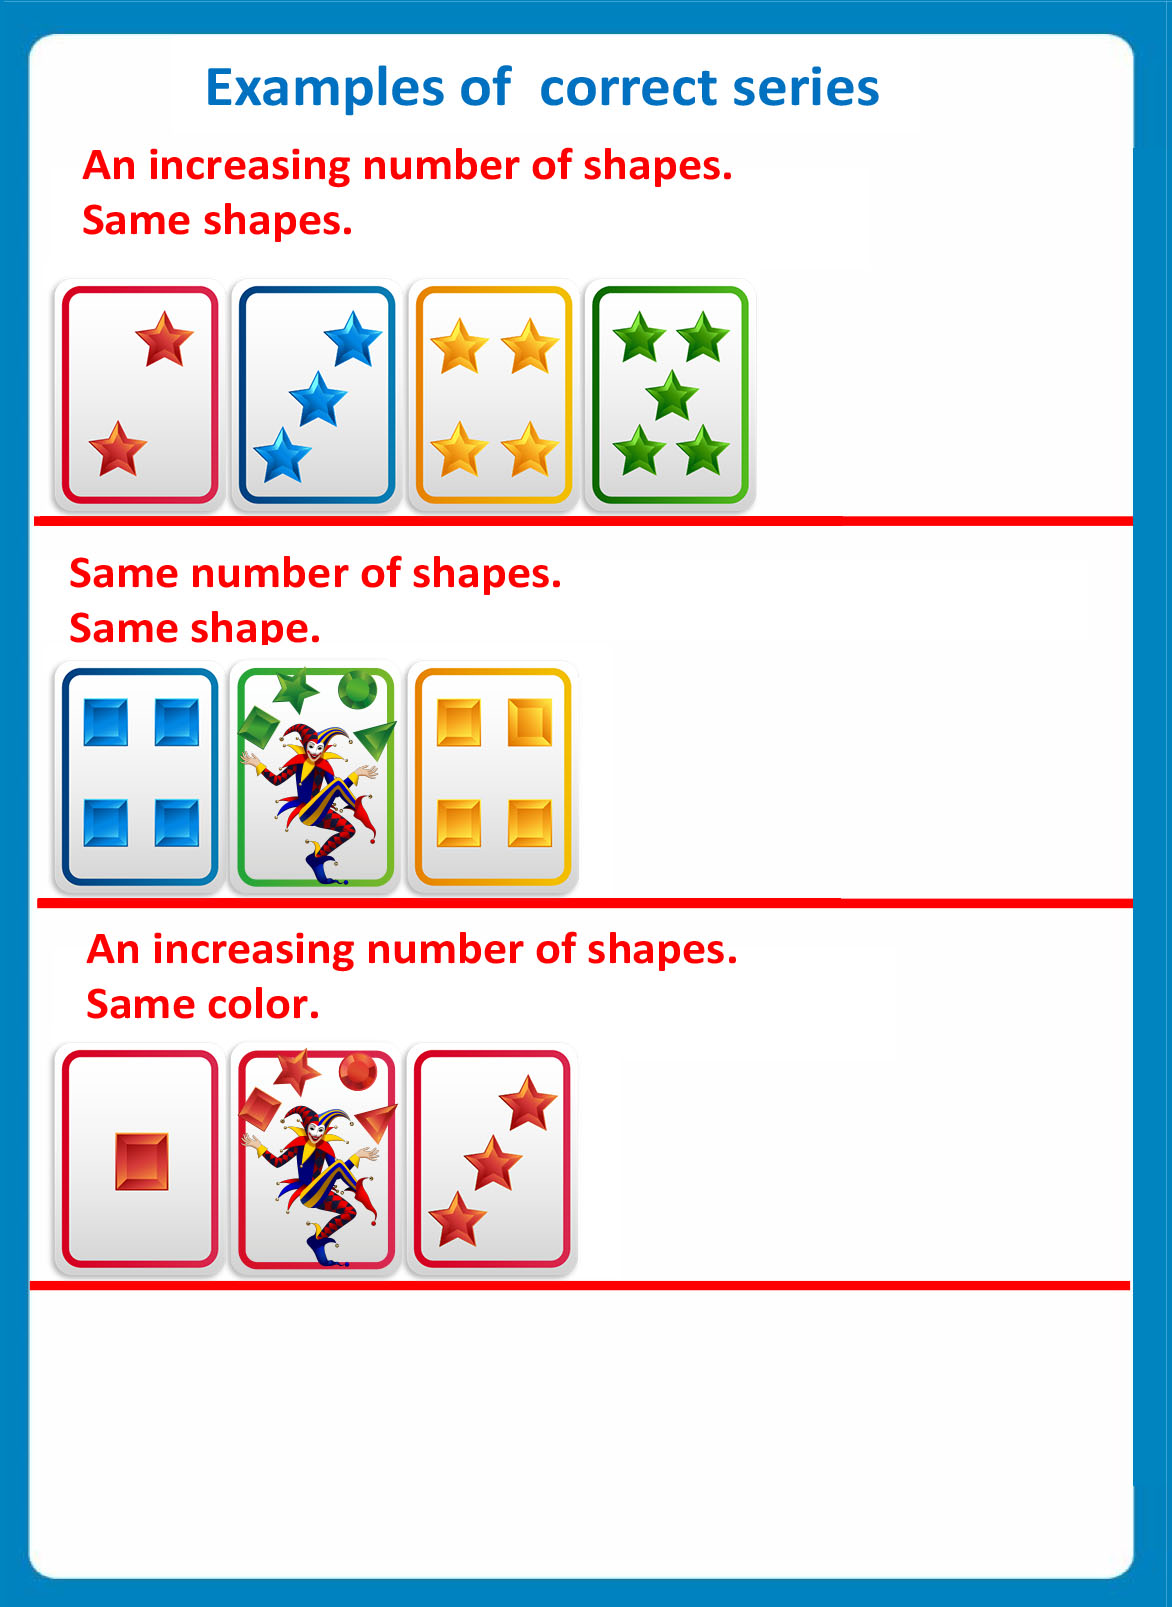 Examples of  correct series
An increasing number of shapes.
Same shapes.
Same number of shapes.
Same shape.
An increasing number of shapes.
Same color.